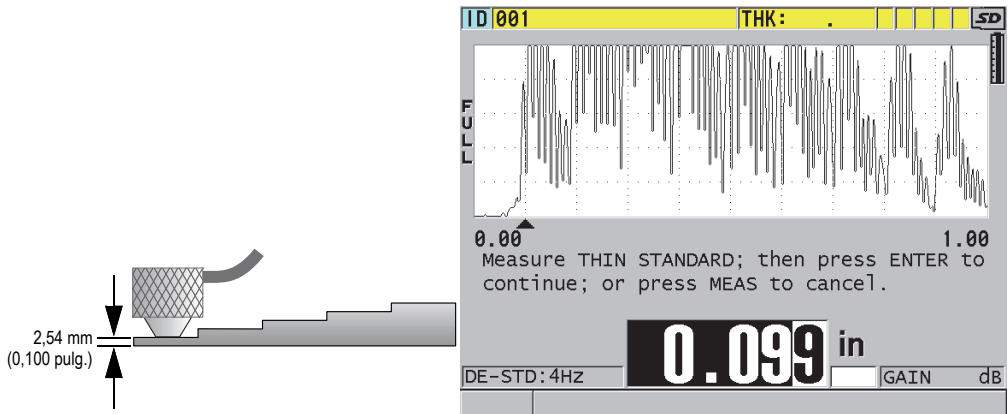 2,54 mm
(0,100 pulg.)
ID 001 THK: . SD
FULL
0.00 1.00
Measure THIN STANDARD; then press ENTER to
continue; or press MEAS to cancel.
0.099 in
DE-STD:4Hz GAIN dB